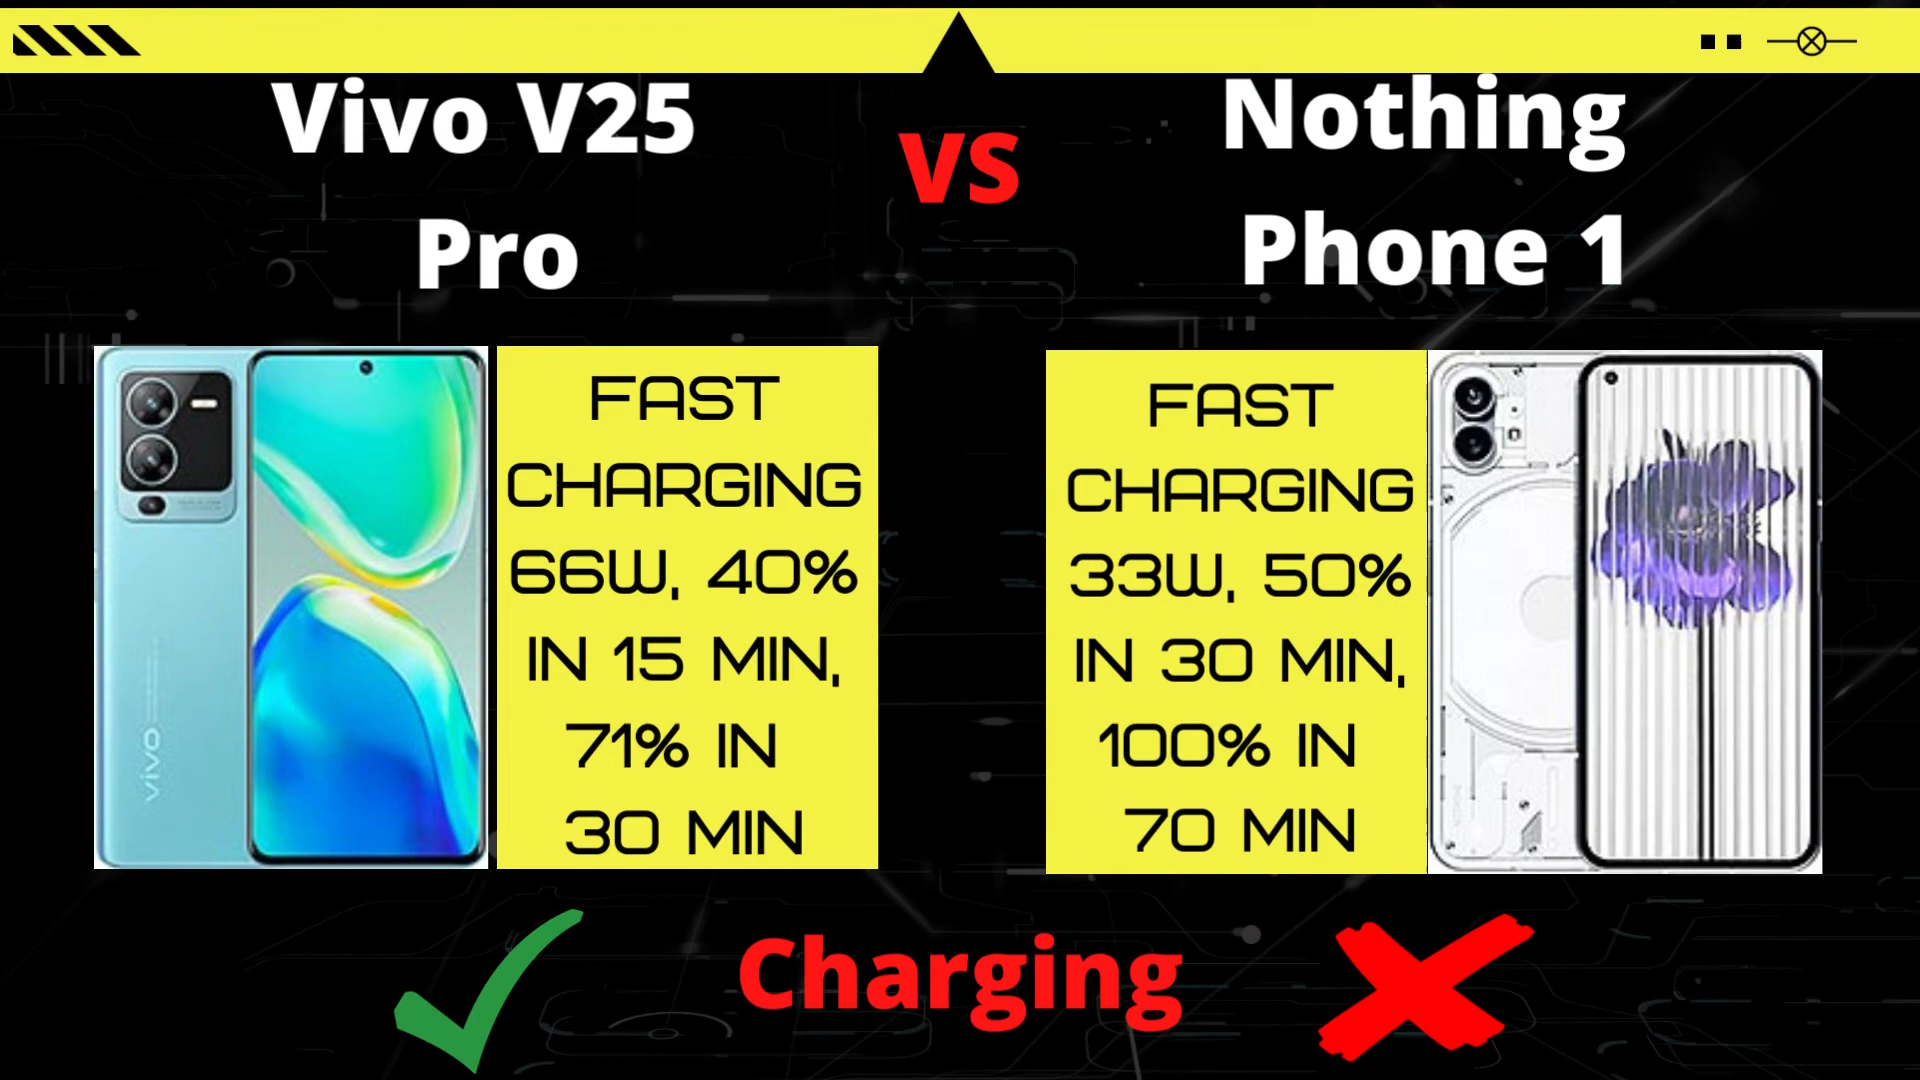 Vivo V25
Pro
VS
Nothing
Phone 1
FAST
CHARGING
66W, 40%
IN 15 MIN,
71% IN
30 MIN
FAST
CHARGING
33W, 50%
IN 30 MIN,
100% IN
70 MIN
vivo
Charging